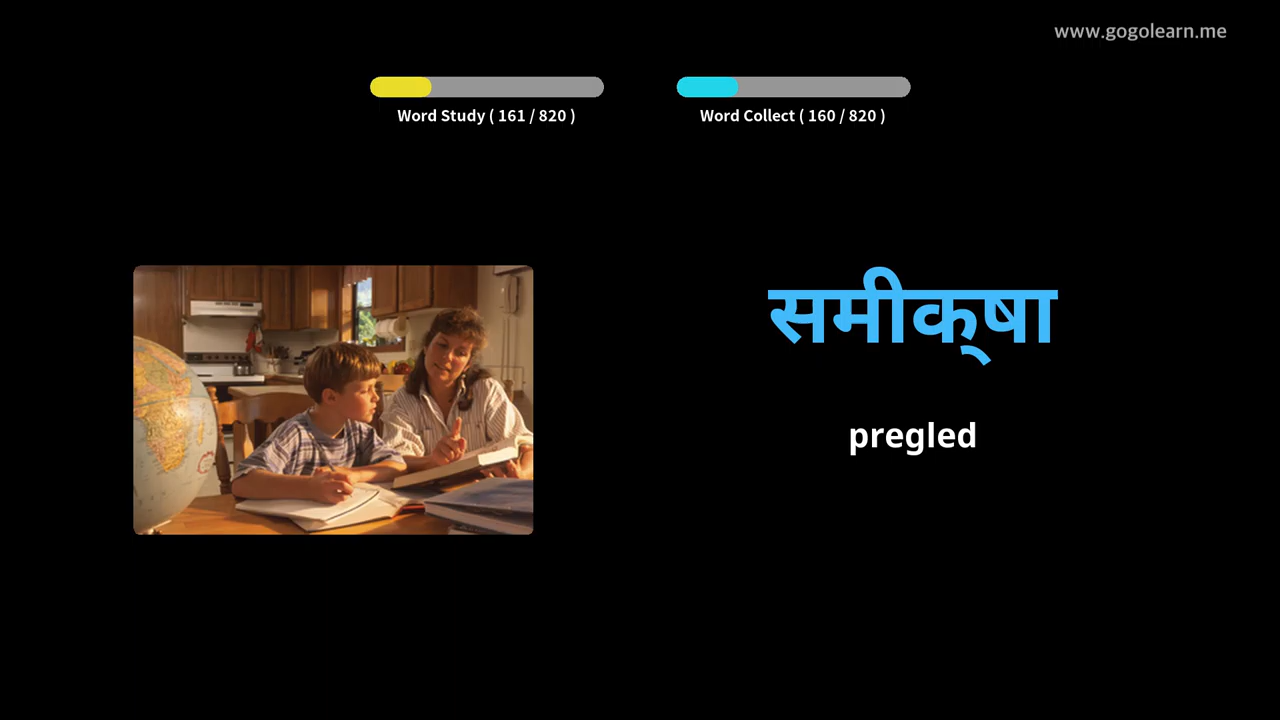 www.gogolearn.me
Word Study ( 161 / 820 )
Word Collect ( 160 / 820 )
समीक्षा
pregled